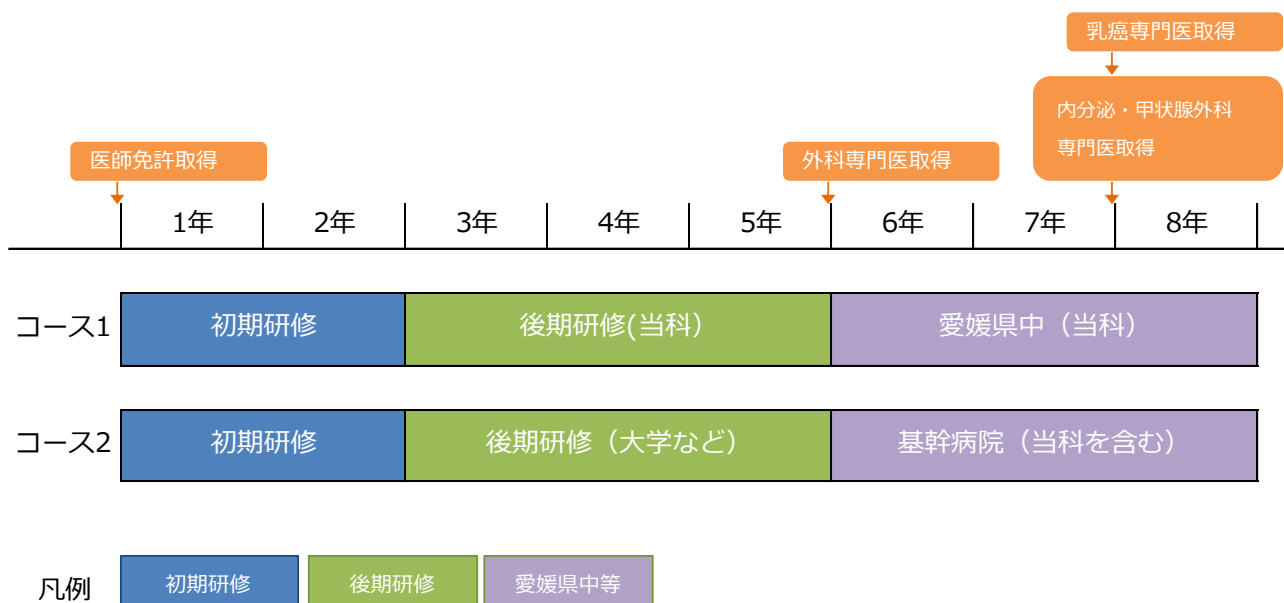 乳癌専門医取得
内分泌・甲状腺外科
専門医取得
医師免許取得
外科専門医取得
1年 2年 3年 4年 5年 6年 7年 8年
コース1 初期研修 後期研修(当科） 愛媛県中（当科）
コース2 初期研修 後期研修（大学など） 基幹病院（当科を含む）
凡例 初期研修 後期研修 愛媛県中等